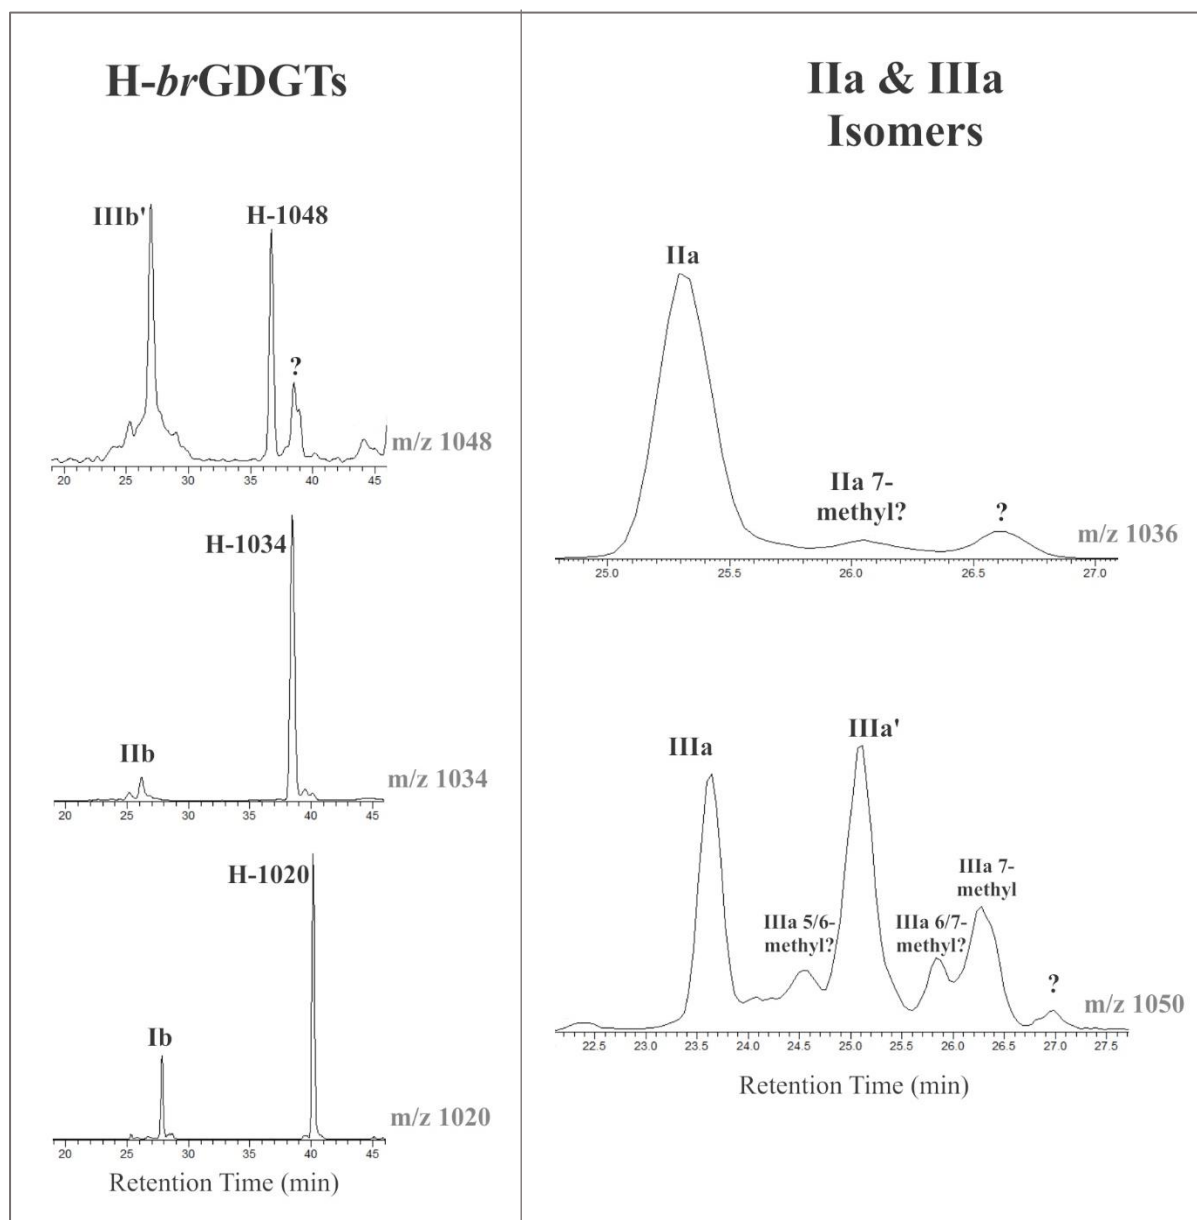 H-brGDGTs
IIIb'
H-1048
?
m/z 1048
20 25 30 35 40 45
H-1034
IIb
m/z 1034
20 25 30 35 40 45
H-1020
Ib
m/z 1020
20 25 30 35 40 45
Retention Time (min)
IIa & IIIa
Isomers
IIa
IIa 7-
methyl?
?
m/z 1036
25.0 25.5 26.0 26.5 27.0
IIIa
IIIa'
IIIa 5/6-
methyl?
IIIa 6/7-
methyl?
IIIa 7-
methyl
?
m/z 1050
22.5 23.0 23.5 24.0 24.5 25.0 25.5 26.0 26.5 27.0 27.5
Retention Time (min)